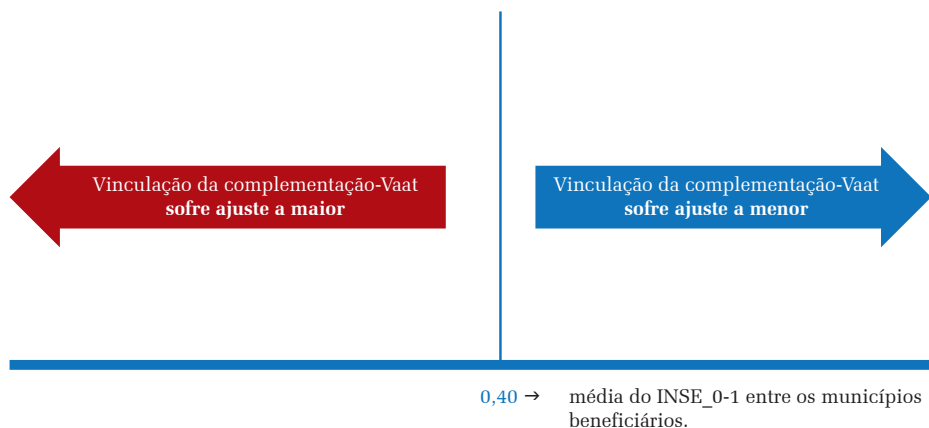 Vinculação da complementação-Vaat
sofre ajuste a maior
Vinculação da complementação-Vaat
sofre ajuste a menor
0,40 → média do INSE_0-1 entre os municípios
beneficiários.